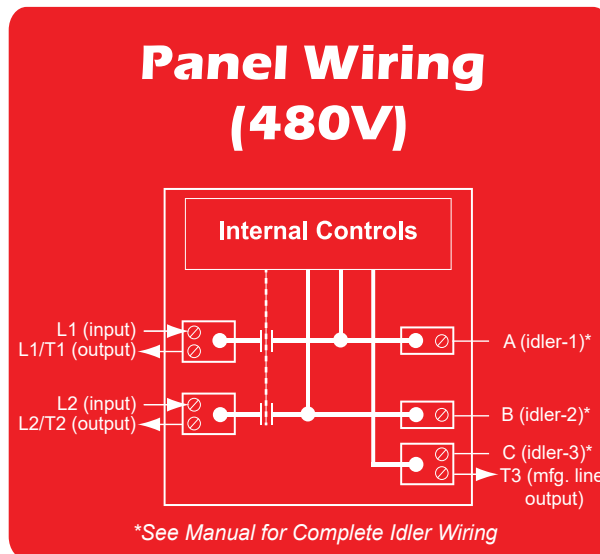 Panel Wiring
(480V)
Internal Controls
L1 (input)
L1/T1 (output)
A (idler-1)*
L2 (input)
L2/T2 (output)
B (idler-2)*
C (idler-3)*
T3 (mfg. line
output)
*See Manual for Complete Idler Wiring